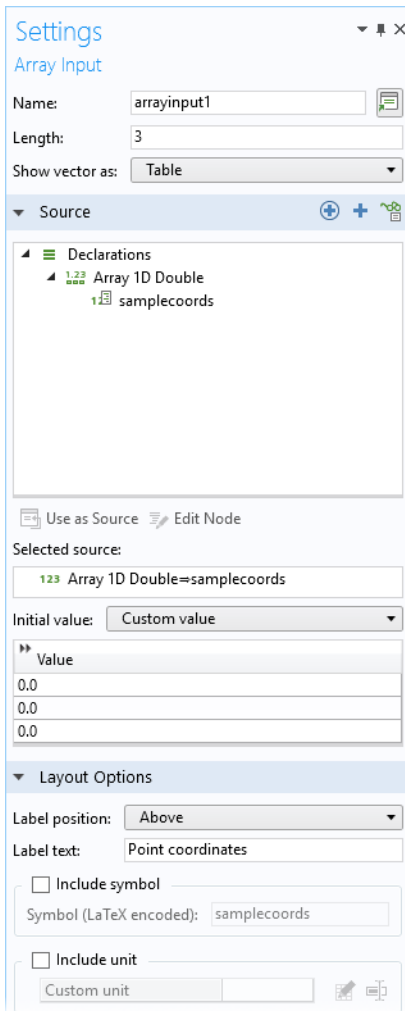 Settings
Array Input
Name: arrayinput1
Length: 3
Show vector as: Table
Source
Declarations
1.23 Array 1D Double
samplecoords
Use as Source Edit Node
Selected source:
123 Array 1D Double⇒samplecoords
Initial value: Custom value
Value
0.0
0.0
0.0
Layout Options
Label position: Above
Label text: Point coordinates
Include symbol
Symbol (LaTeX encoded): samplecoords
Include unit
Custom unit